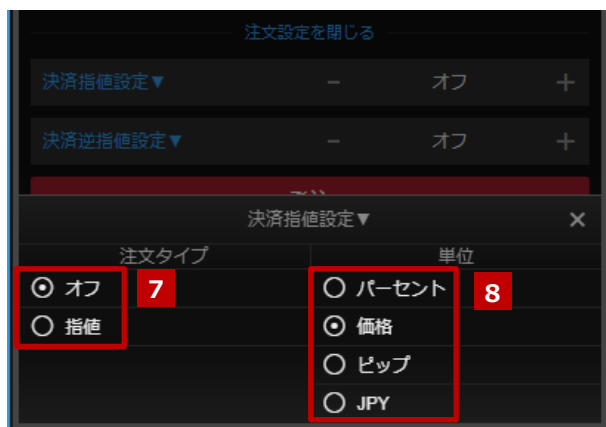 注文設定を閉じる
決済指値設定▼ － オフ ＋
決済逆指値設定▼ － オフ ＋
決済指値設定▼ ×
注文タイプ 単位
オフ 7 パーセント 8
指値 価格
ピップ
JPY